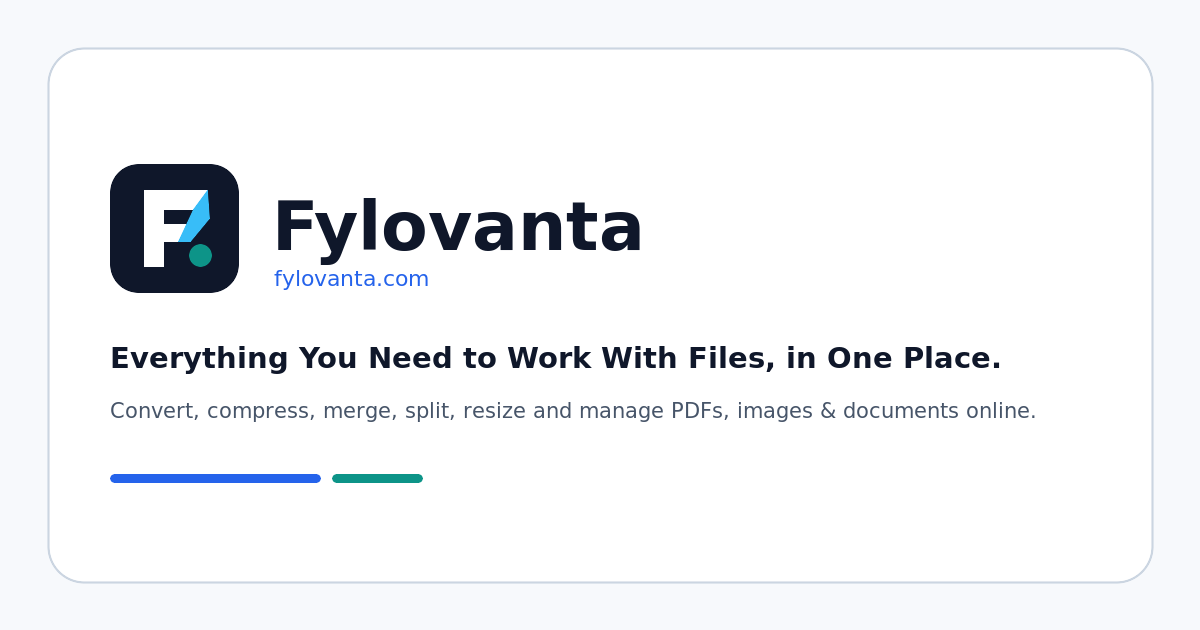 Fylovanta
fylovanta.com
Everything You Need to Work With Files, in One Place.
Convert, compress, merge, split, resize and manage PDFs, images & documents online.